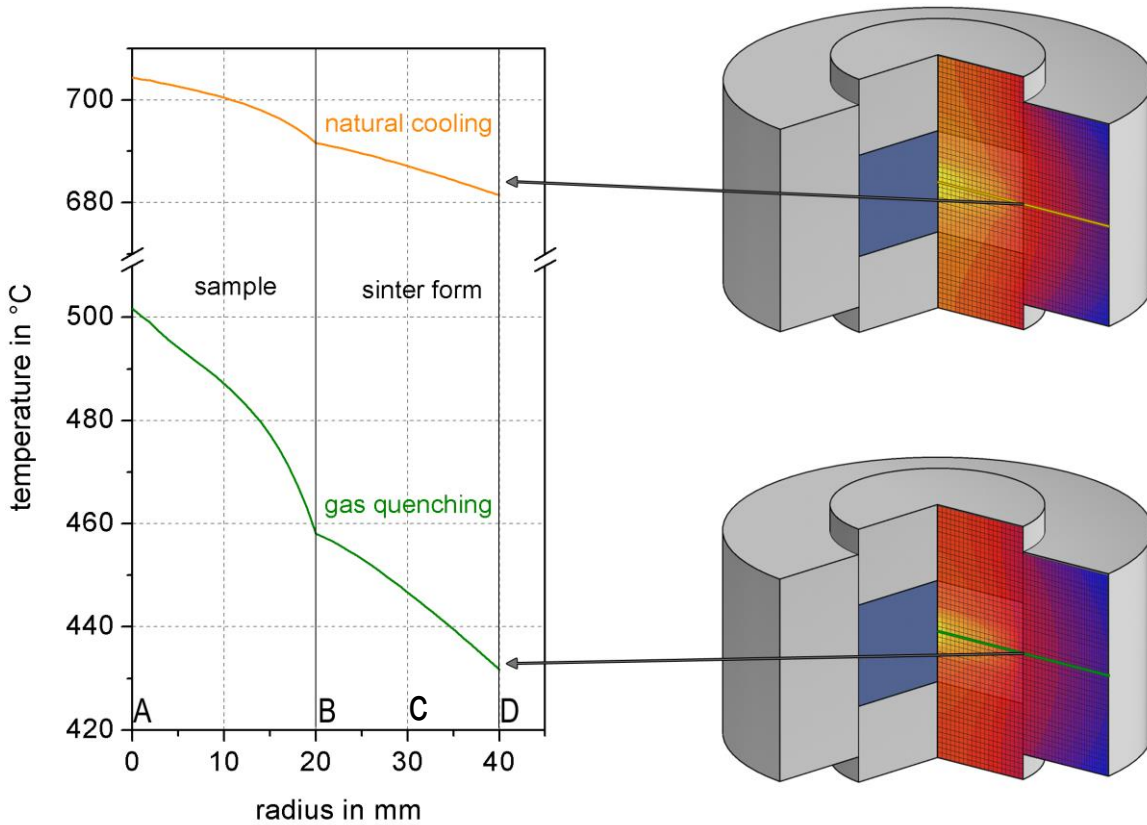 temperature in °C
700
680
500
480
460
440
420
natural cooling
sample
sinter form
gas quenching
A
B
C
D
0
10
20
30
40
radius in mm